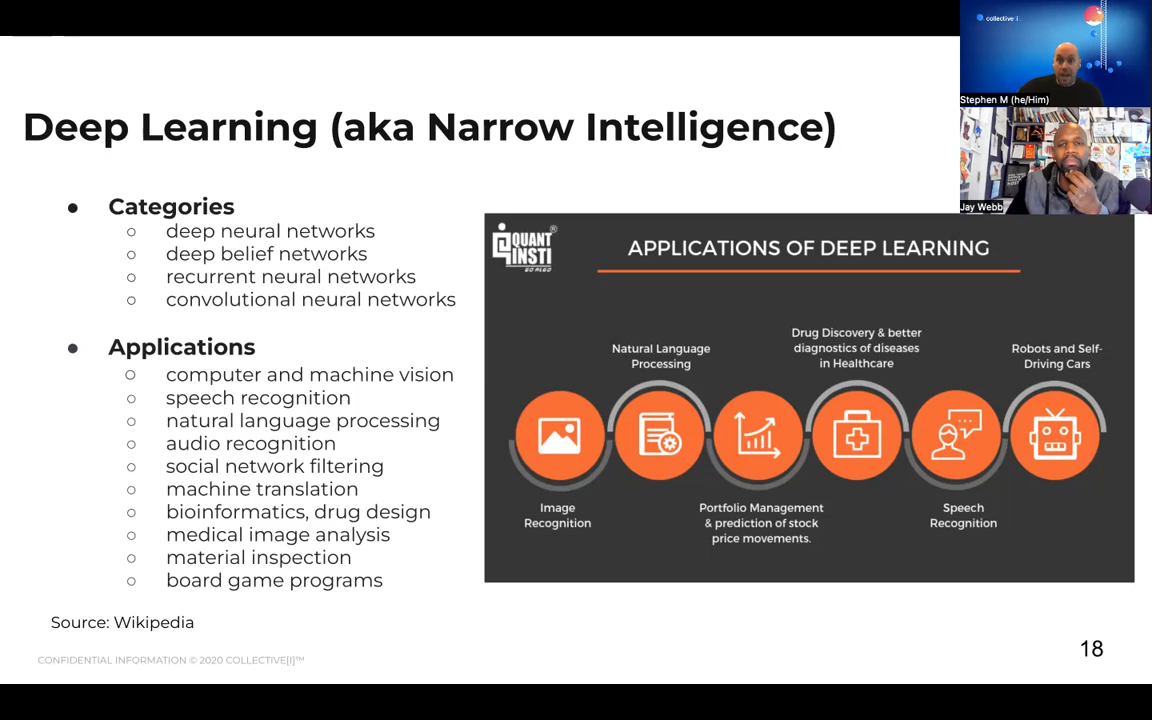 Deep Learning (aka Narrow Intelligence)
● Categories
○ deep neural networks
○ deep belief networks
○ recurrent neural networks
○ convolutional neural networks
● Applications
○ computer and machine vision
○ speech recognition
○ natural language processing
○ audio recognition
○ social network filtering
○ machine translation
○ bioinformatics, drug design
○ medical image analysis
○ material inspection
○ board game programs
Source: Wikipedia
CONFIDENTIAL INFORMATION © 2020 COLLECTIVE[I]™
18
QUANT
INSTI
®
GO ALGO
APPLICATIONS OF DEEP LEARNING
Natural Language
Processing
Drug Discovery & better
diagnostics of diseases
in Healthcare
Robots and Self-
Driving Cars
Image
Recognition
Portfolio Management
& prediction of stock
price movements.
Speech
Recognition
collective i
Stephen M (he/Him)
Jay Webb